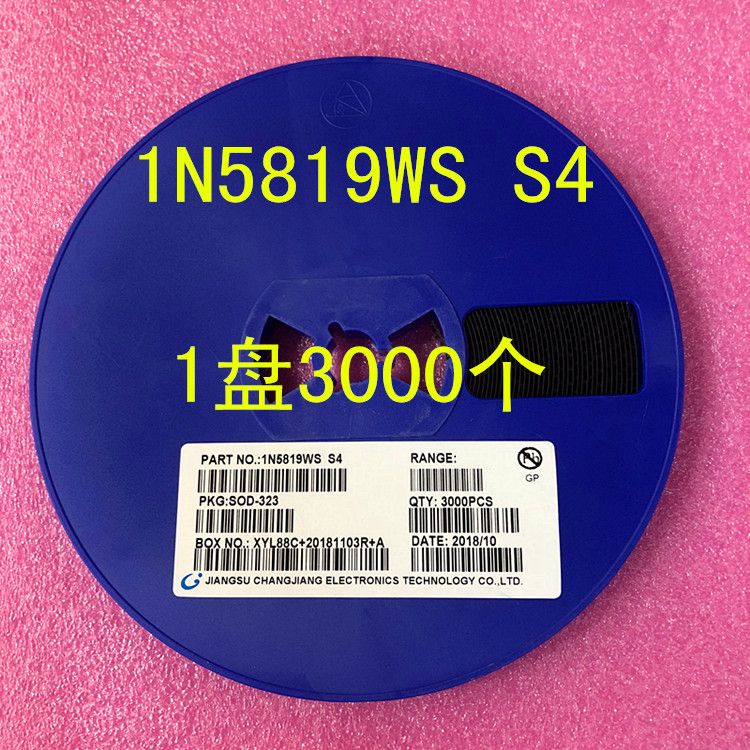 1N5819WS S4
1盘3000个
PART NO.:1N5819WS S4
RANGE:
Pb
GP
PKG:SOD-323
QTY: 3000PCS
BOX NO.: XYL88C+20181103R+A
DATE: 2018/10
JIANGSU CHANGJIANG ELECTRONICS TECHNOLOGY CO.,LTD.